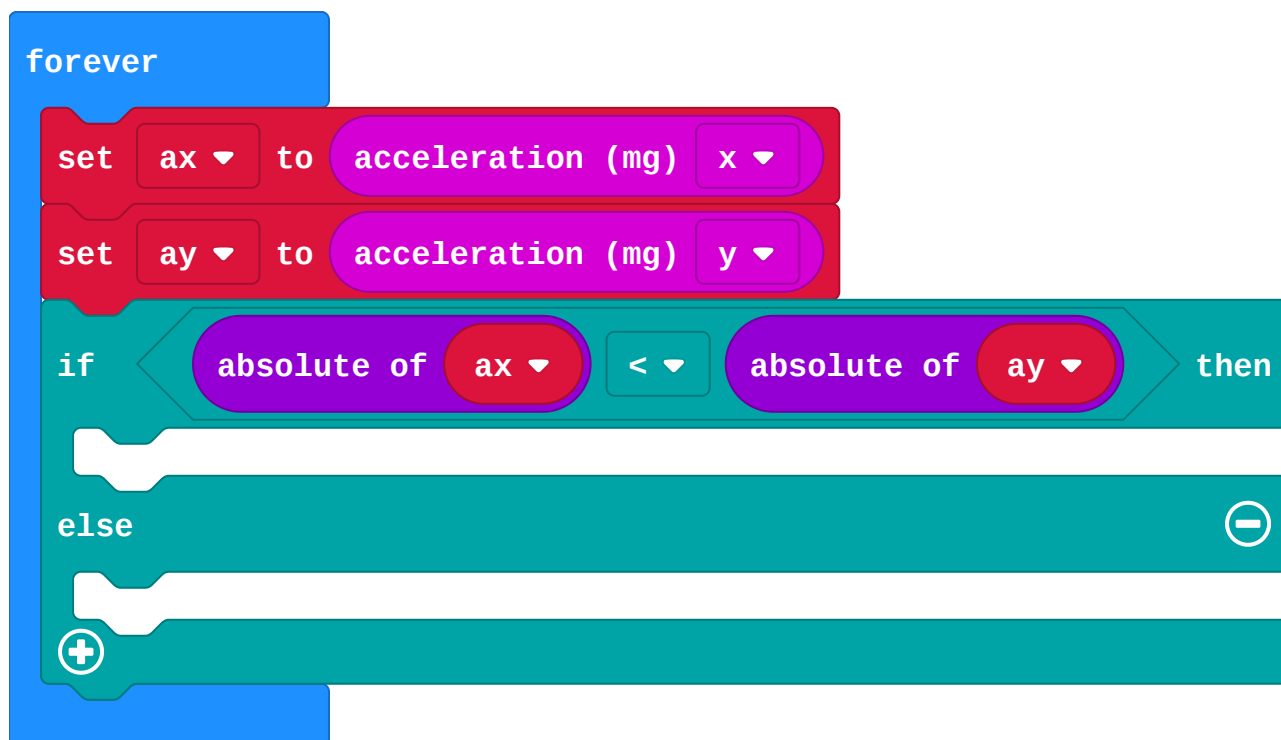 forever
set ax to acceleration (mg) x
set ay to acceleration (mg) y
if absolute of ax < absolute of ay then
else